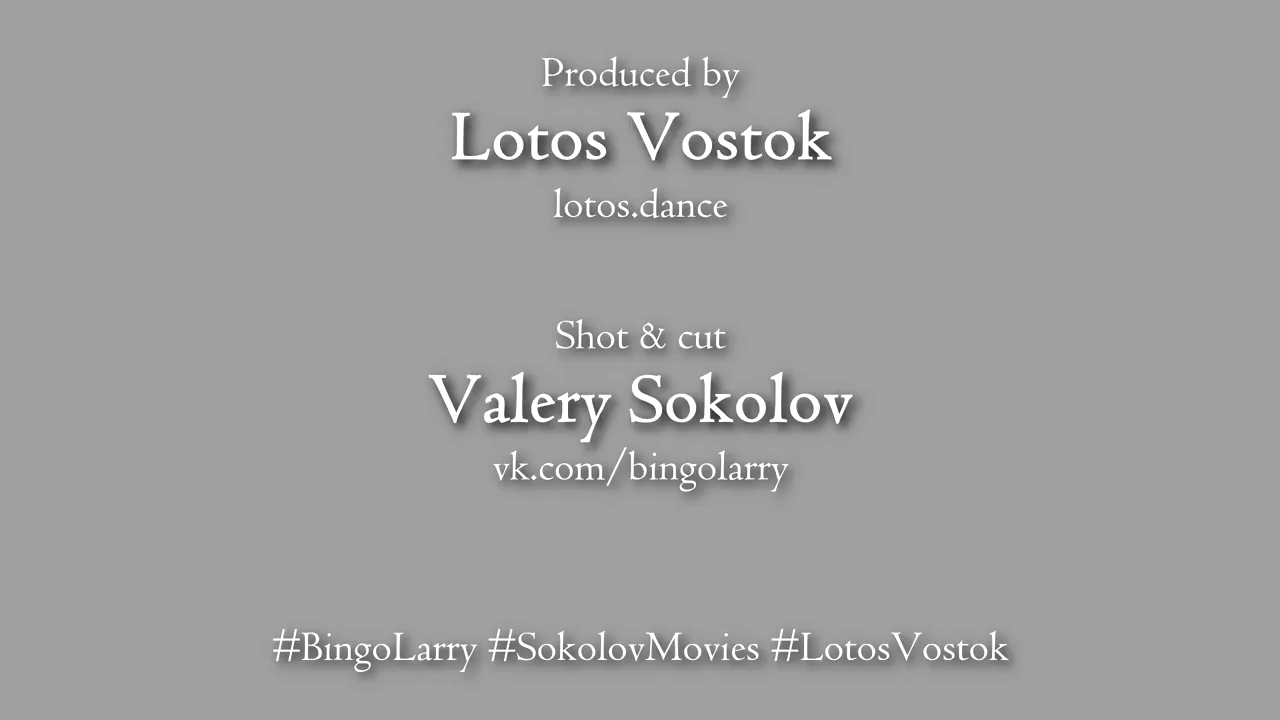 Produced by
Lotos Vostok
lotos.dance
Shot & cut
Valery Sokolov
vk.com/bingolarry
#BingoLarry #SokolovMovies #LotosVostok